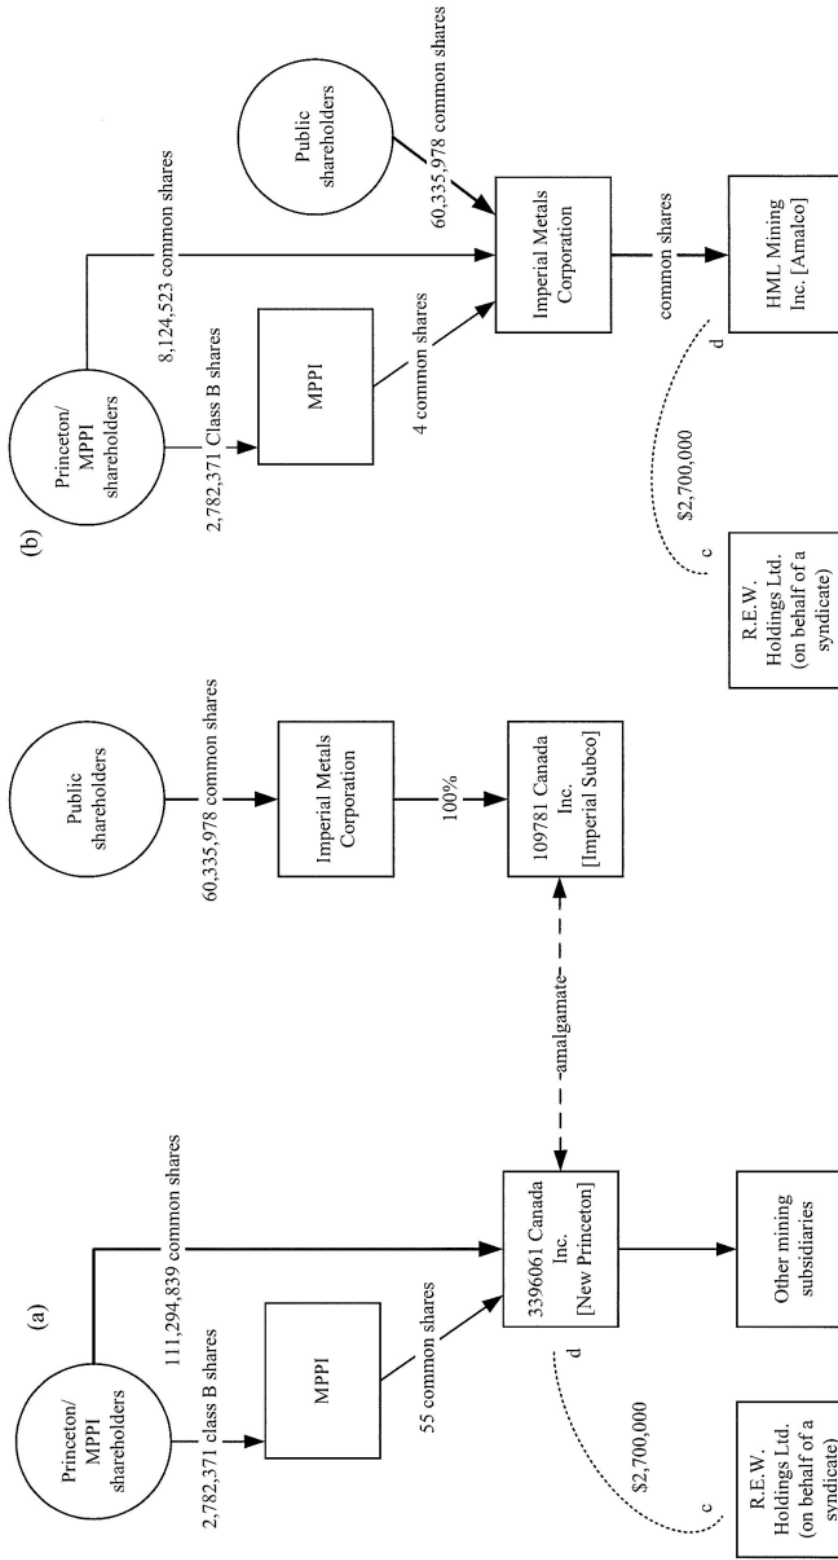 (a)
Princeton/
MPPI
shareholders
111,294,839 common shares
2,782,371 class B shares
MPPI
55 common shares
3396061 Canada
Inc.
[New Princeton]
d
$2,700,000
c
R.E.W.
Holdings Ltd.
(on behalf of a
syndicate)
Other mining
subsidiaries
amalgamate
Public
shareholders
60,335,978 common shares
Imperial Metals
Corporation
100%
109781 Canada
Inc.
[Imperial Subco]
(b)
Princeton/
MPPI
shareholders
8,124,523 common shares
2,782,371 Class B shares
MPPI
4 common shares
Public
shareholders
60,335,978 common shares
Imperial Metals
Corporation
common shares
HML Mining
Inc. [Amalco]
d
$2,700,000
c
R.E.W.
Holdings Ltd.
(on behalf of a
syndicate)